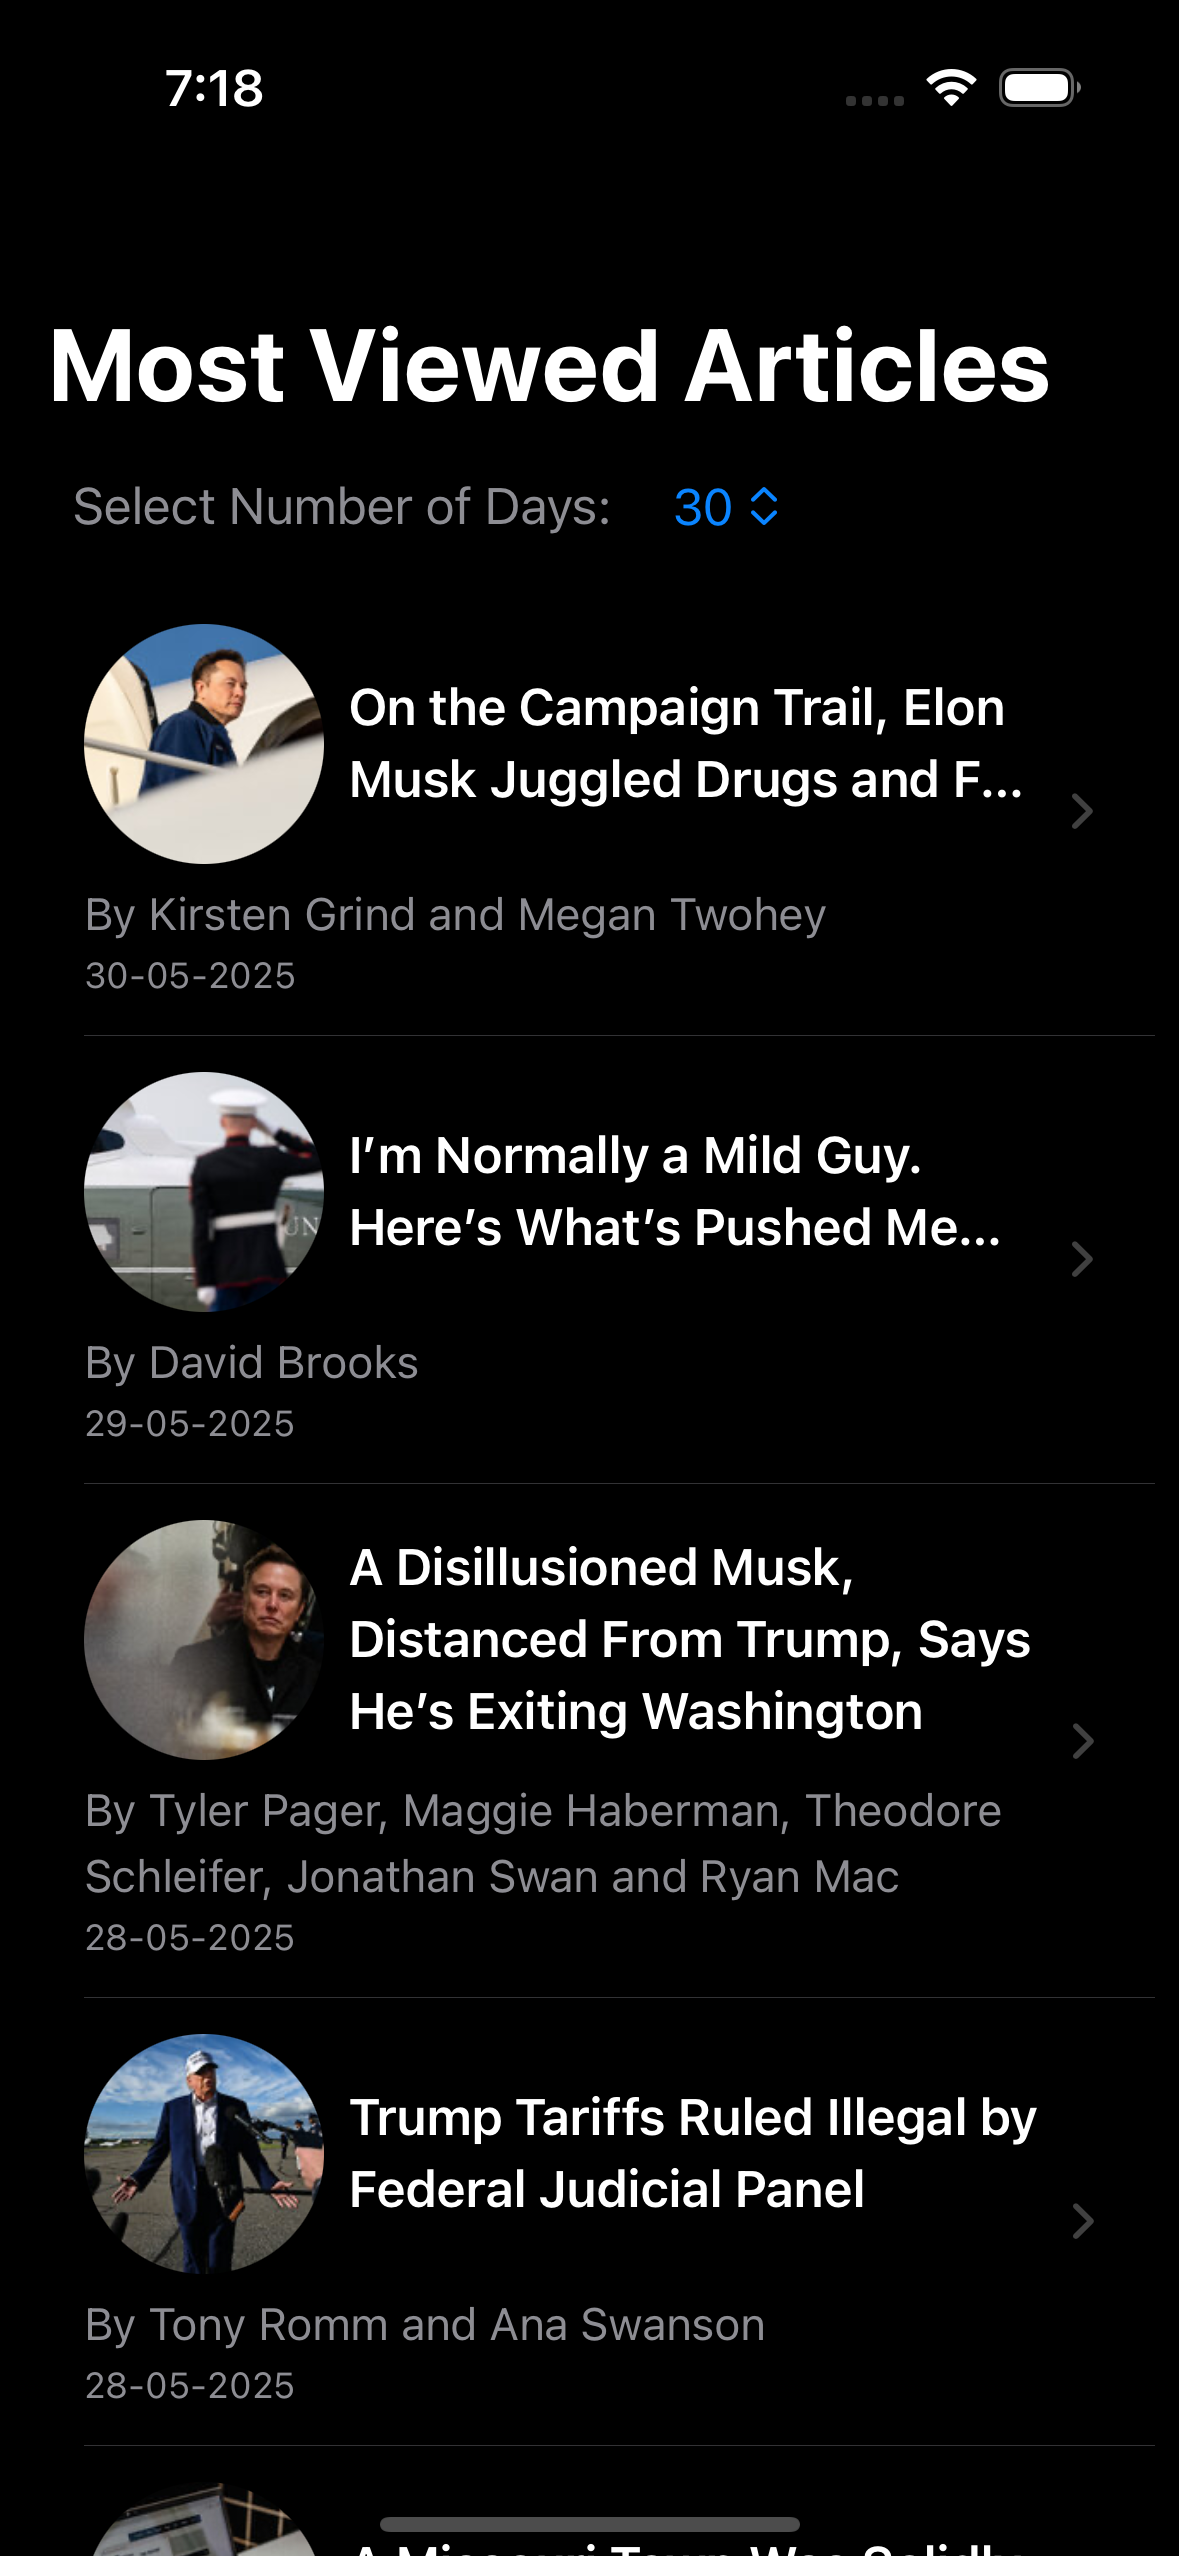 7:18
Most Viewed Articles
Select Number of Days: 30
On the Campaign Trail, Elon
Musk Juggled Drugs and F...
By Kirsten Grind and Megan Twohey
30-05-2025
I’m Normally a Mild Guy.
Here’s What’s Pushed Me...
By David Brooks
29-05-2025
A Disillusioned Musk,
Distanced From Trump, Says
He’s Exiting Washington
By Tyler Pager, Maggie Haberman, Theodore
Schleifer, Jonathan Swan and Ryan Mac
28-05-2025
Trump Tariffs Ruled Illegal by
Federal Judicial Panel
By Tony Romm and Ana Swanson
28-05-2025
A Missouri Town Was Solidly